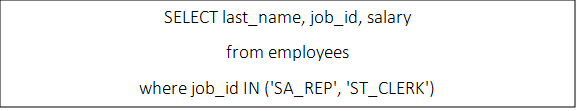 SELECT last_name, job_id, salary
from employees
where job_id IN ('SA_REP', 'ST_CLERK')